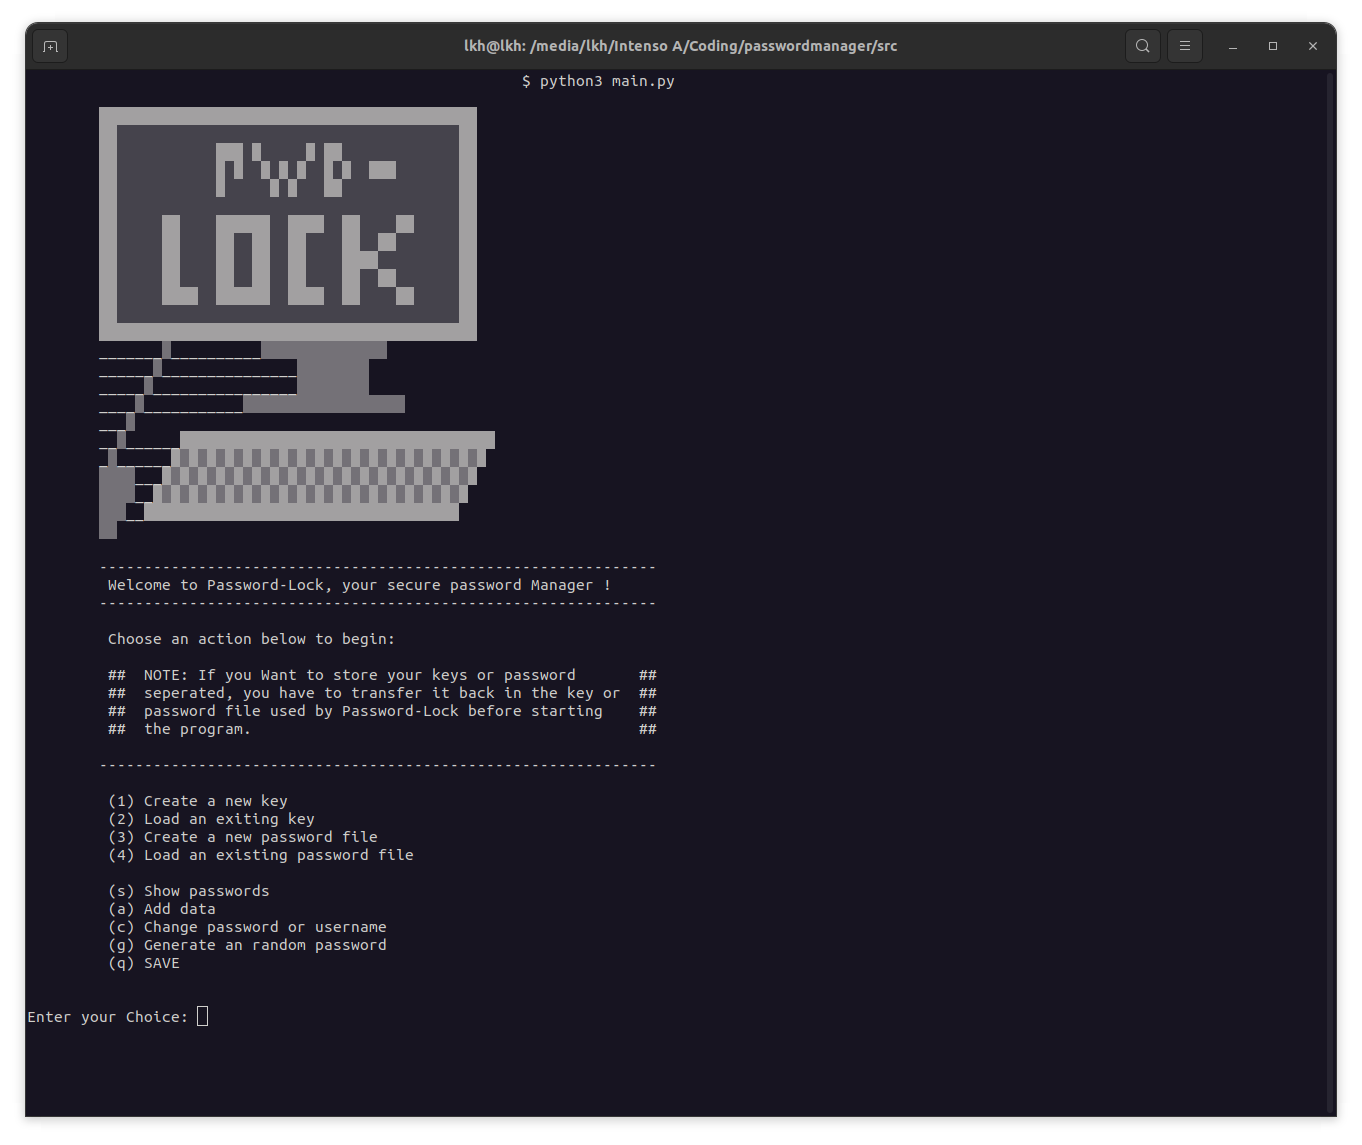 lkh@lkh: /media/lkh/Intenso A/Coding/passwordmanager/src
$ python3 main.py
PWD-
LOCK
------------------------------------------------------------
Welcome to Password-Lock, your secure password Manager !
------------------------------------------------------------
Choose an action below to begin:
## NOTE: If you Want to store your keys or password ##
## seperated, you have to transfer it back in the key or ##
## password file used by Password-Lock before starting ##
## the program. ##
------------------------------------------------------------
(1) Create a new key
(2) Load an exiting key
(3) Create a new password file
(4) Load an existing password file
(s) Show passwords
(a) Add data
(c) Change password or username
(g) Generate an random password
(q) SAVE
Enter your Choice: